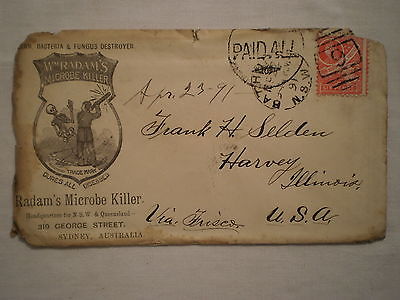 BACTERIA & FUNGUS DESTROYER.
Wm RADAM'S
MICROBE KILLER
TRADE MARK
CURES ALL DISEASES
Radam's Microbe Killer.
Headquarters for N.S.W. & Queensland
319 GEORGE STREET,
SYDNEY, AUSTRALIA.
PAID ALL
Apr. 23-91
Frank H. Selden
Harvey
Illinois.
Via Frisco U.S.A